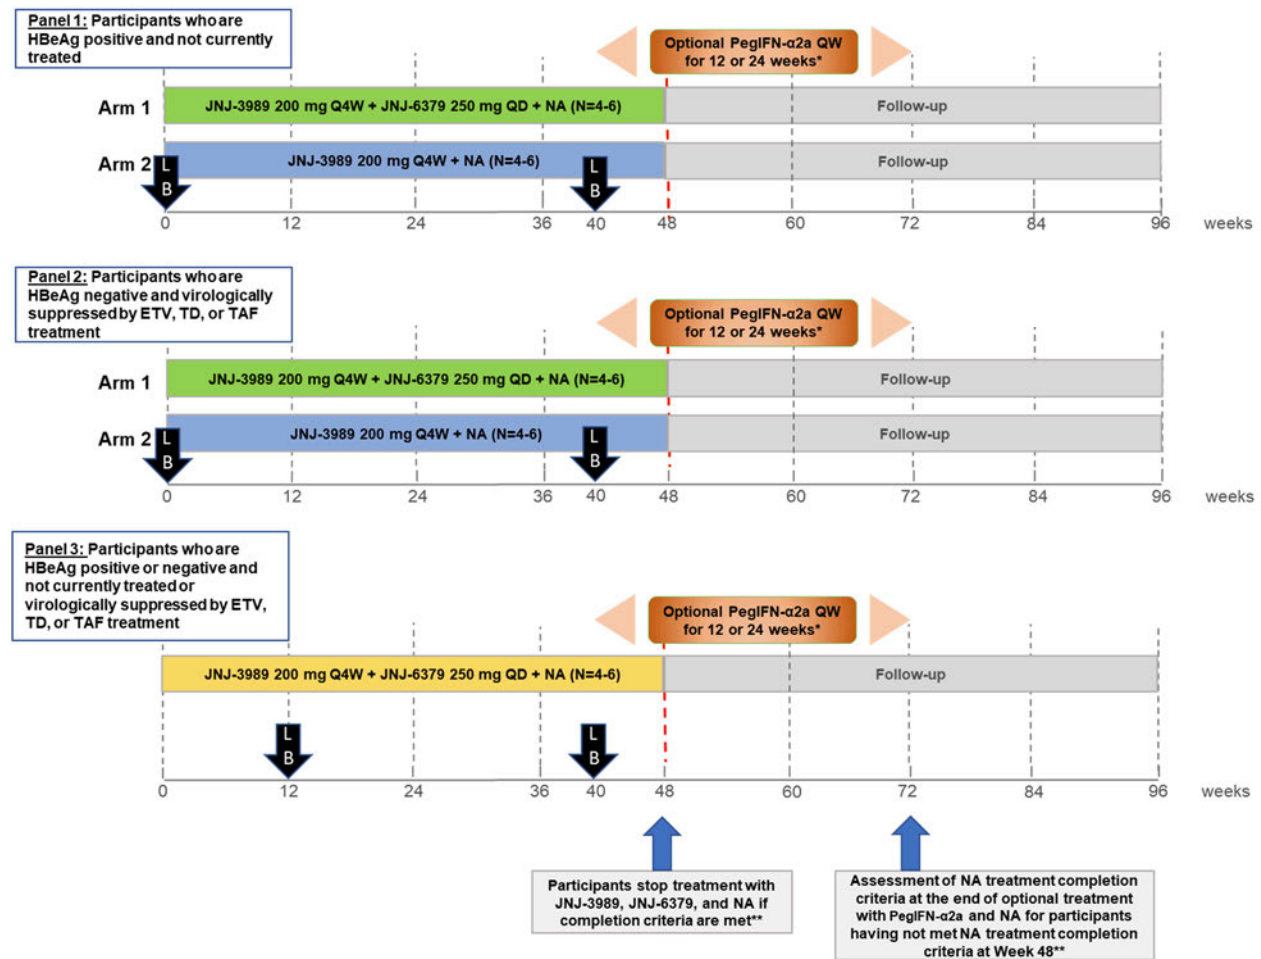 Panel 1: Participants who are
HBeAg positive and not currently
treated
Optional PegIFN-α2a QW
for 12 or 24 weeks*
Arm 1
JNJ-3989 200 mg Q4W + JNJ-6379 250 mg QD + NA (N=4-6)
Follow-up
Arm 2
JNJ-3989 200 mg Q4W + NA (N=4-6)
Follow-up
L
B
L
B
0 12 24 36 40 48 60 72 84 96 weeks
Panel 2: Participants who are
HBeAg negative and virologically
suppressed by ETV, TD, or TAF
treatment
Optional PegIFN-α2a QW
for 12 or 24 weeks*
Arm 1
JNJ-3989 200 mg Q4W + JNJ-6379 250 mg QD + NA (N=4-6)
Follow-up
Arm 2
JNJ-3989 200 mg Q4W + NA (N=4-6)
Follow-up
L
B
L
B
0 12 24 36 40 48 60 72 84 96 weeks
Panel 3: Participants who are
HBeAg positive or negative and
not currently treated or
virologically suppressed by ETV,
TD, or TAF treatment
Optional PegIFN-α2a QW
for 12 or 24 weeks*
JNJ-3989 200 mg Q4W + JNJ-6379 250 mg QD + NA (N=4-6)
Follow-up
L
B
L
B
0 12 24 36 40 48 60 72 84 96 weeks
Participants stop treatment with
JNJ-3989, JNJ-6379, and NA if
completion criteria are met**
Assessment of NA treatment completion
criteria at the end of optional treatment
with PegIFN-α2a and NA for participants
having not met NA treatment completion
criteria at Week 48**